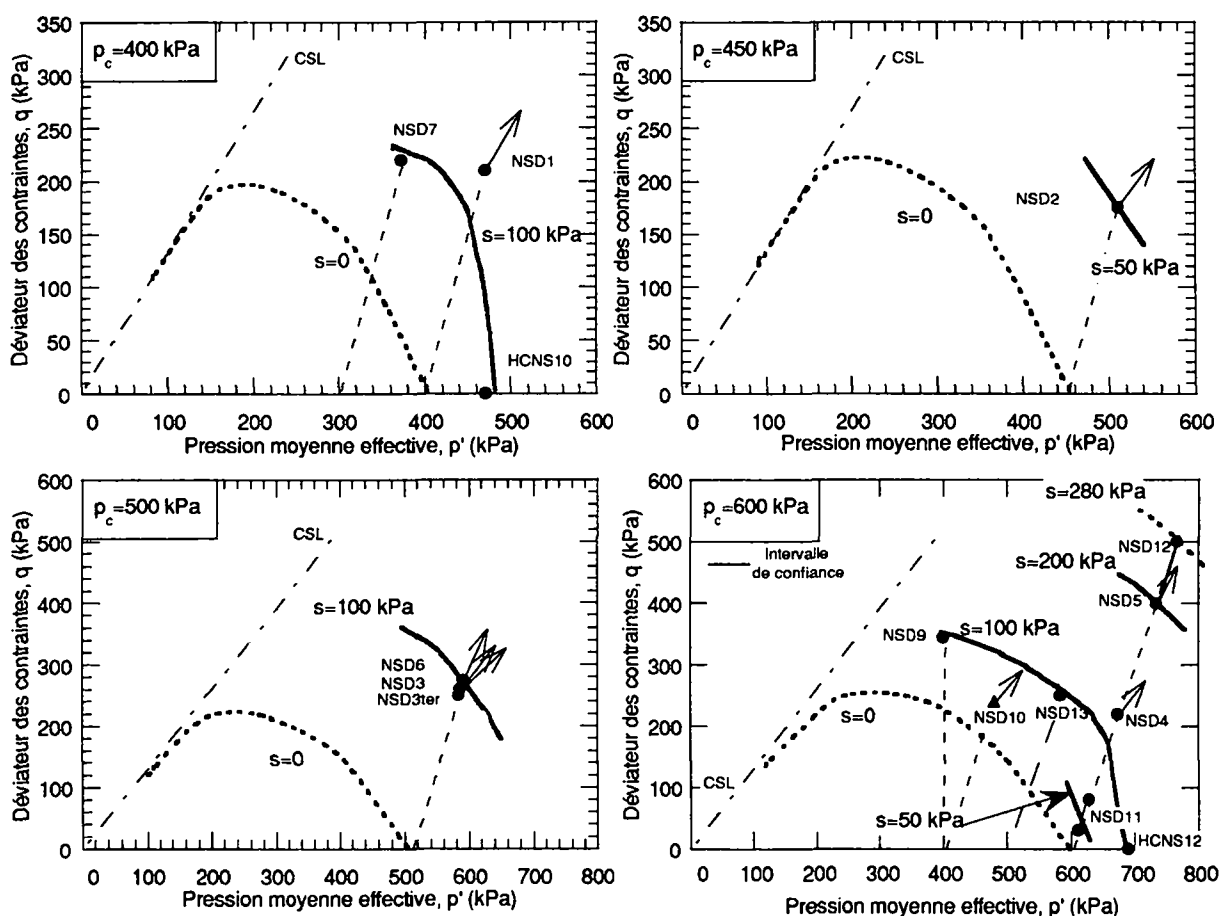 p_c=400 kPa
Déviateur des contraintes, q (kPa)
350
300
250
200
150
100
50
0
CSL
NSD7
NSD1
s=100 kPa
s=0
HCNS10
0 100 200 300 400 500 600
Pression moyenne effective, p' (kPa)
p_c=450 kPa
Déviateur des contraintes, q (kPa)
350
300
250
200
150
100
50
0
CSL
NSD2
s=0
s=50 kPa
0 100 200 300 400 500 600
Pression moyenne effective, p' (kPa)
p_c=500 kPa
Déviateur des contraintes, q (kPa)
600
500
400
300
200
100
0
CSL
s=100 kPa
NSD6
NSD3
NSD3ter
s=0
0 100 200 300 400 500 600 700 800
Pression moyenne effective, p' (kPa)
p_c=600 kPa
Déviateur des contraintes, q (kPa)
600
500
400
300
200
100
0
s=280 kPa
Intervalle
de confiance
NSD12
s=200 kPa
NSD5
NSD9
s=100 kPa
NSD10
NSD13
NSD4
s=0
CSL
NSD11
s=50 kPa
HCNS12
0 100 200 300 400 500 600 700 800
Pression moyenne effective, p' (kPa)